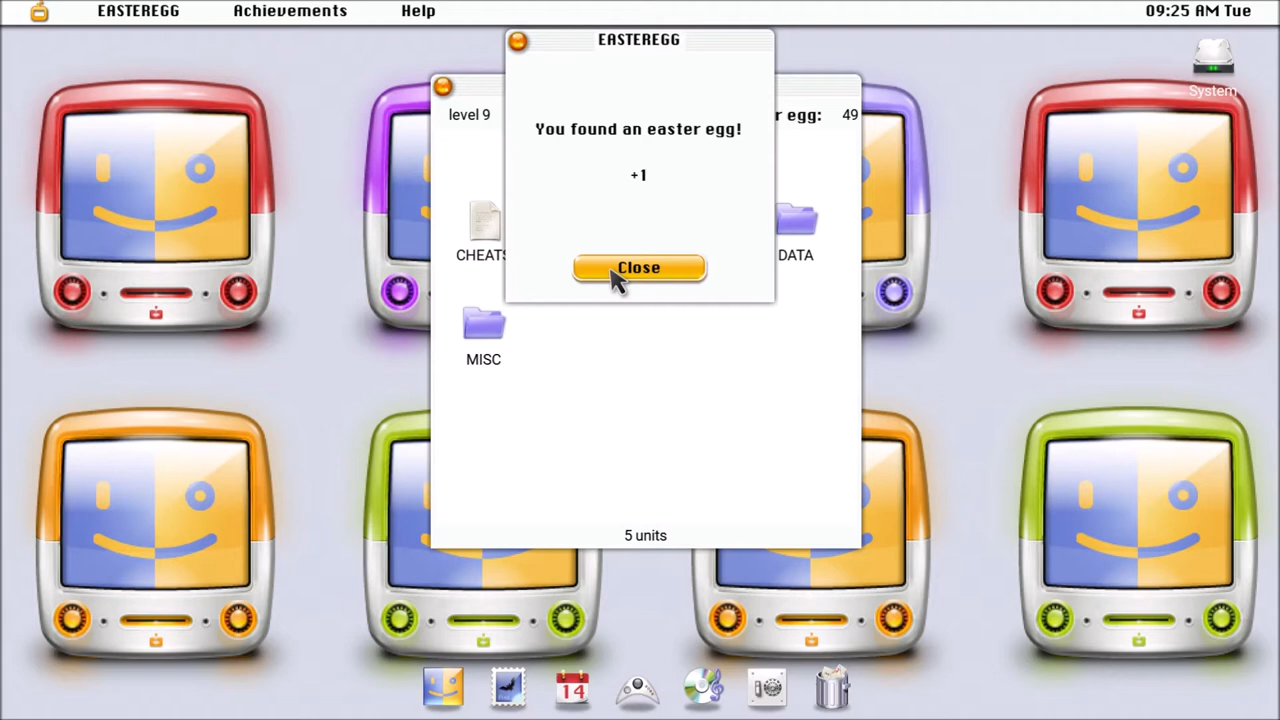 EASTEREGG Achievements Help 09:25 AM Tue
EASTEREGG
System
level 9 r egg: 49
You found an easter egg!
+1
CHEATS DATA
Close
MISC
5 units
14